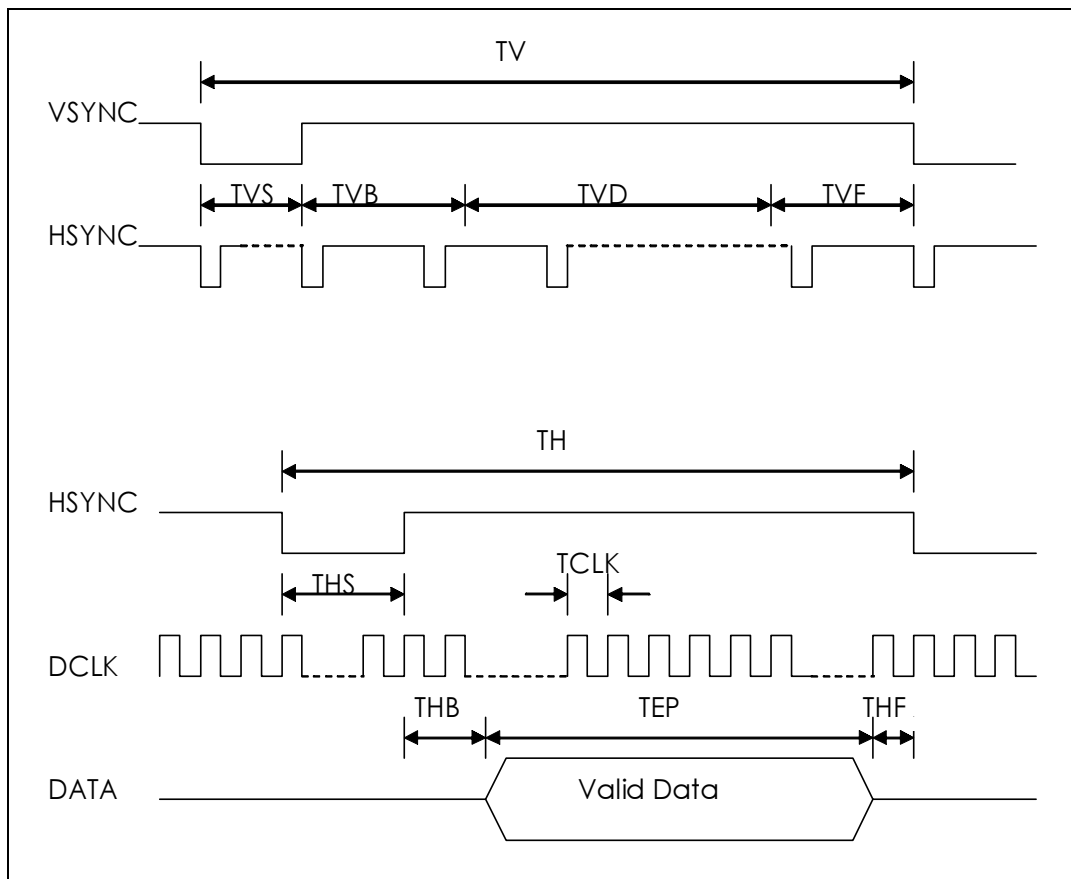 TV
VSYNC
TVS TVB TVD TVF
HSYNC
TH
HSYNC
TCLK
THS
DCLK
THB TEP THF
DATA Valid Data